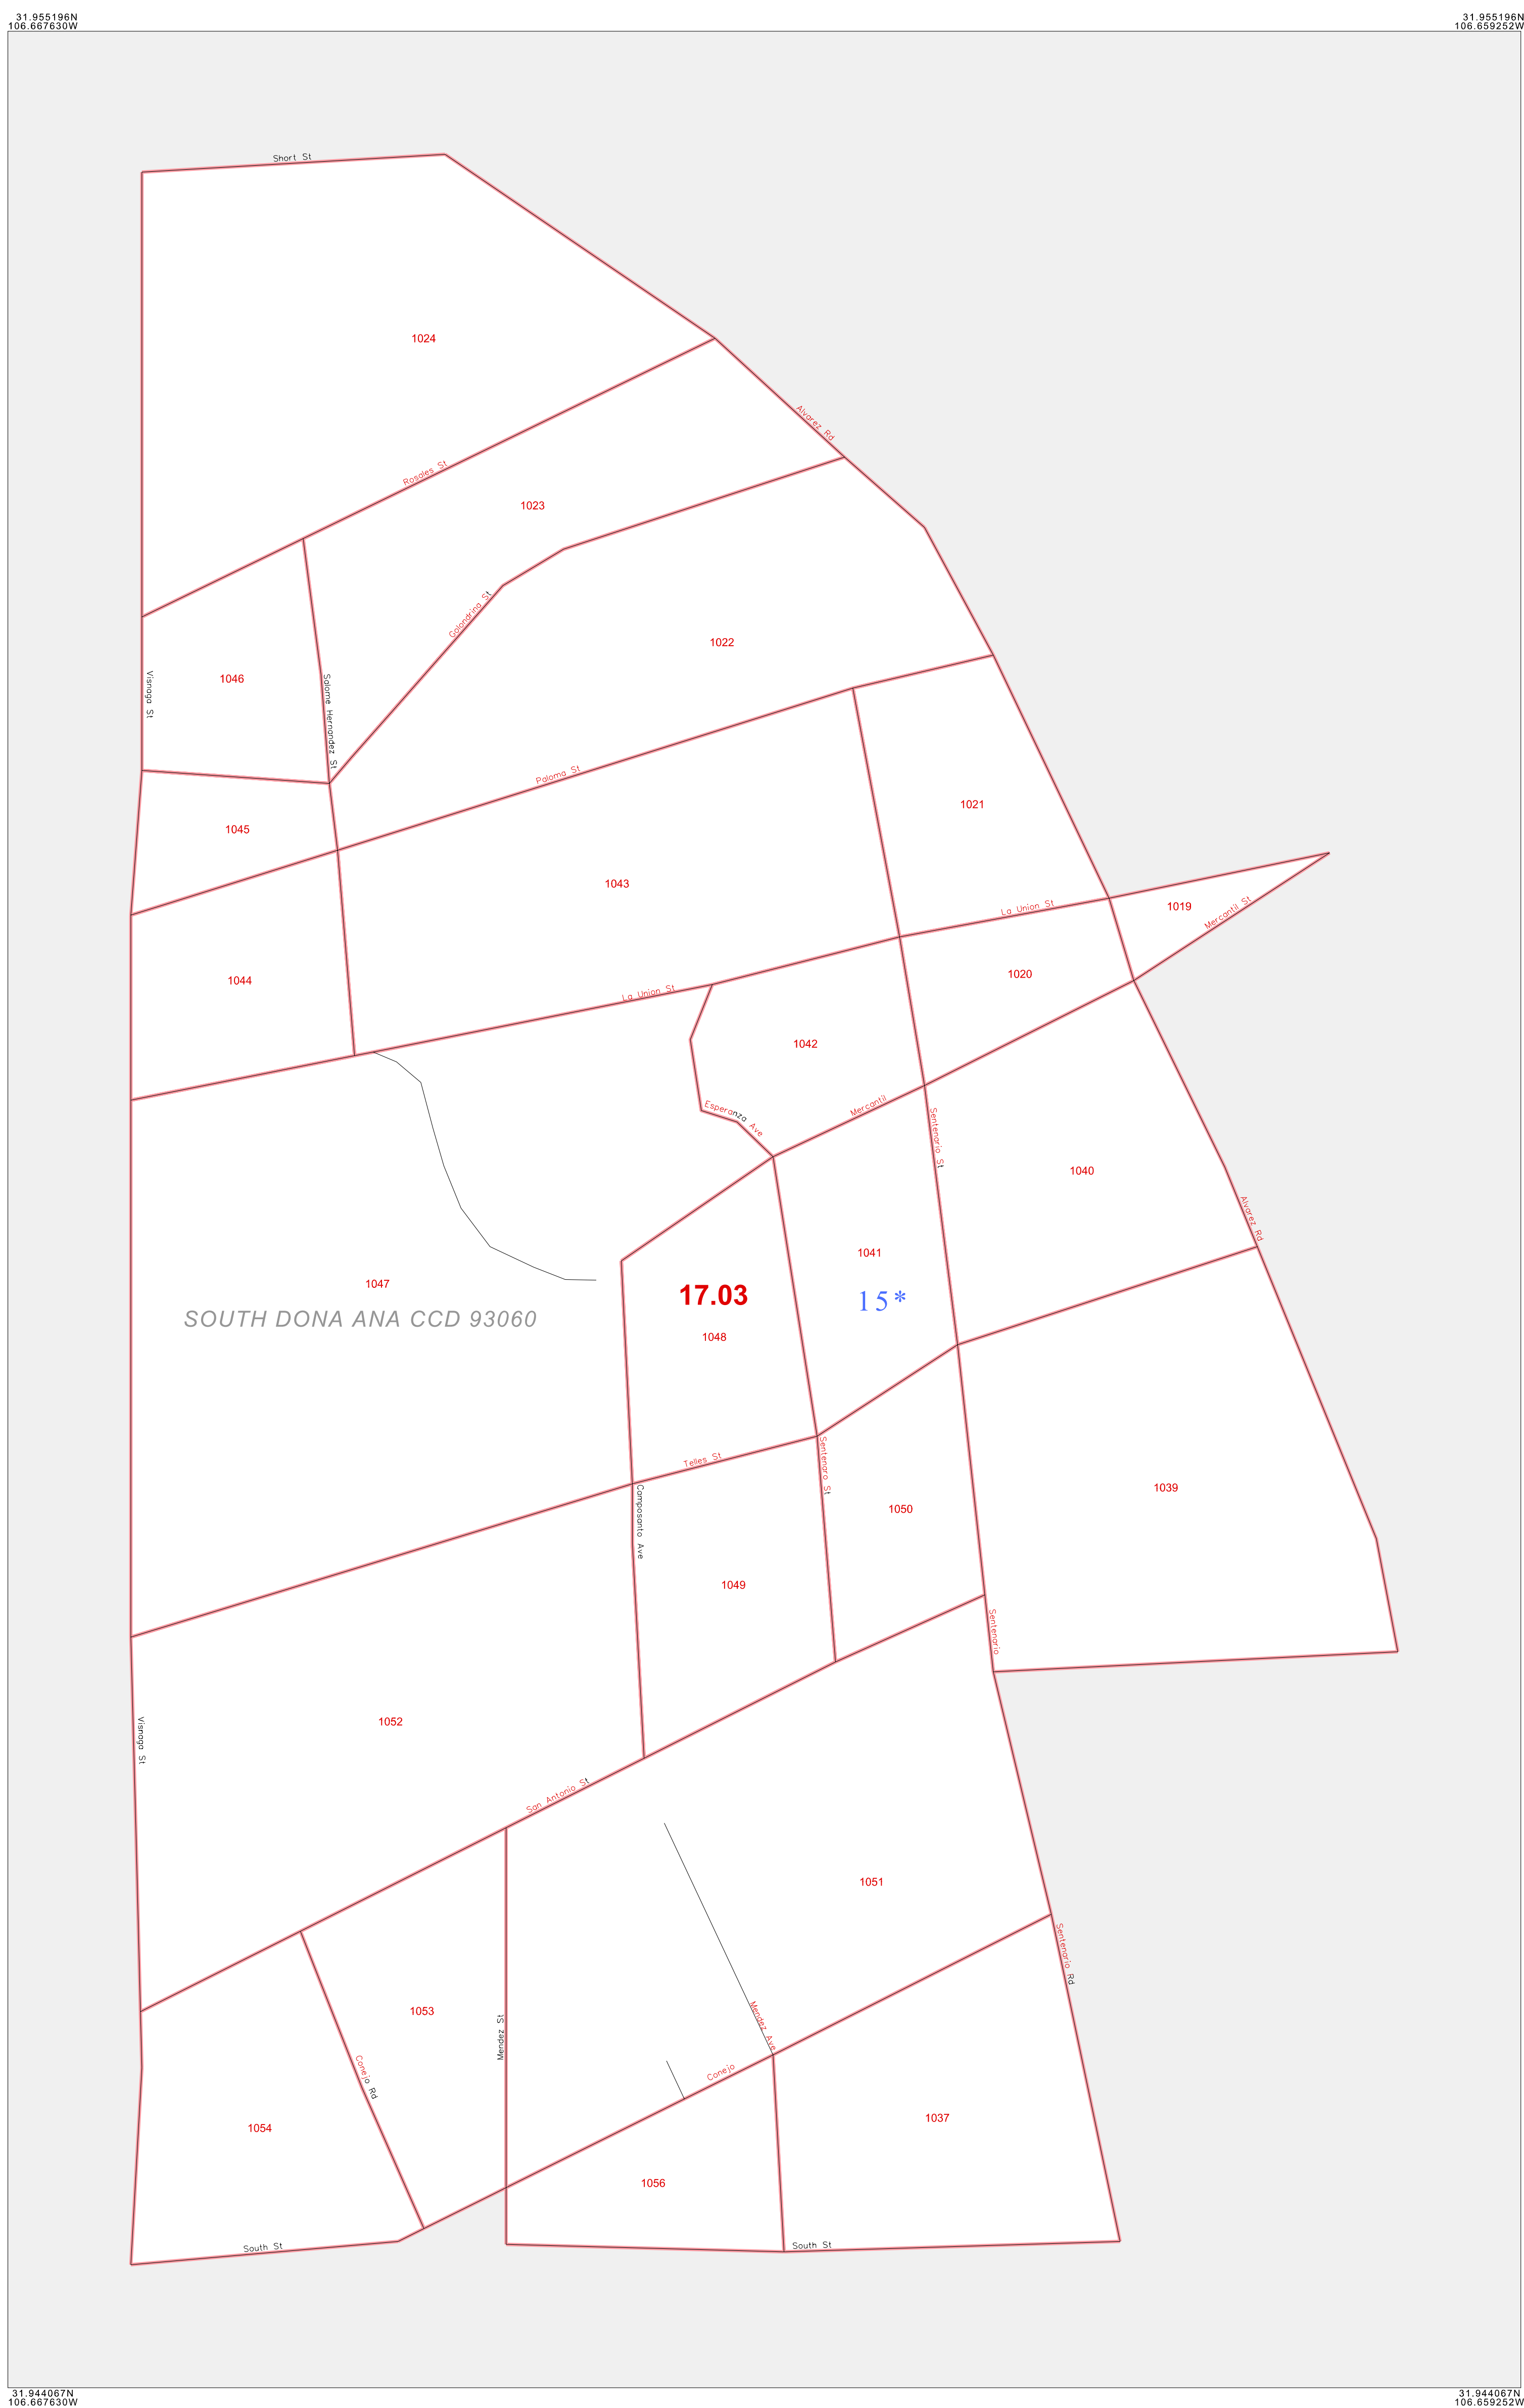 31.955196N
106.667630W
31.955196N
106.659252W
Short St
1024
Alvarez Rd
Rosales St
1023
Golondrina St
1022
1046
Visnaga St
Salome Hernandez St
Paloma St
1021
1045
1043
La Union St
1019
Mercantil St
1044
1020
La Union St
1042
Esperanza Ave
Mercantil
Sentenario St
1040
Alvarez Rd
1041
1047
17.03
15*
SOUTH DONA ANA CCD 93060
1048
Telles St
Sentenaro St
Camposanto Ave
1039
1050
1049
Sentenario
1052
Visnaga St
San Antonio St
1051
Sentenario Rd
1053
Mendez St
Mendez Ave
Conejo Rd
Conejo
1054
1037
1056
South St
South St
31.944067N
106.667630W
31.944067N
106.659252W